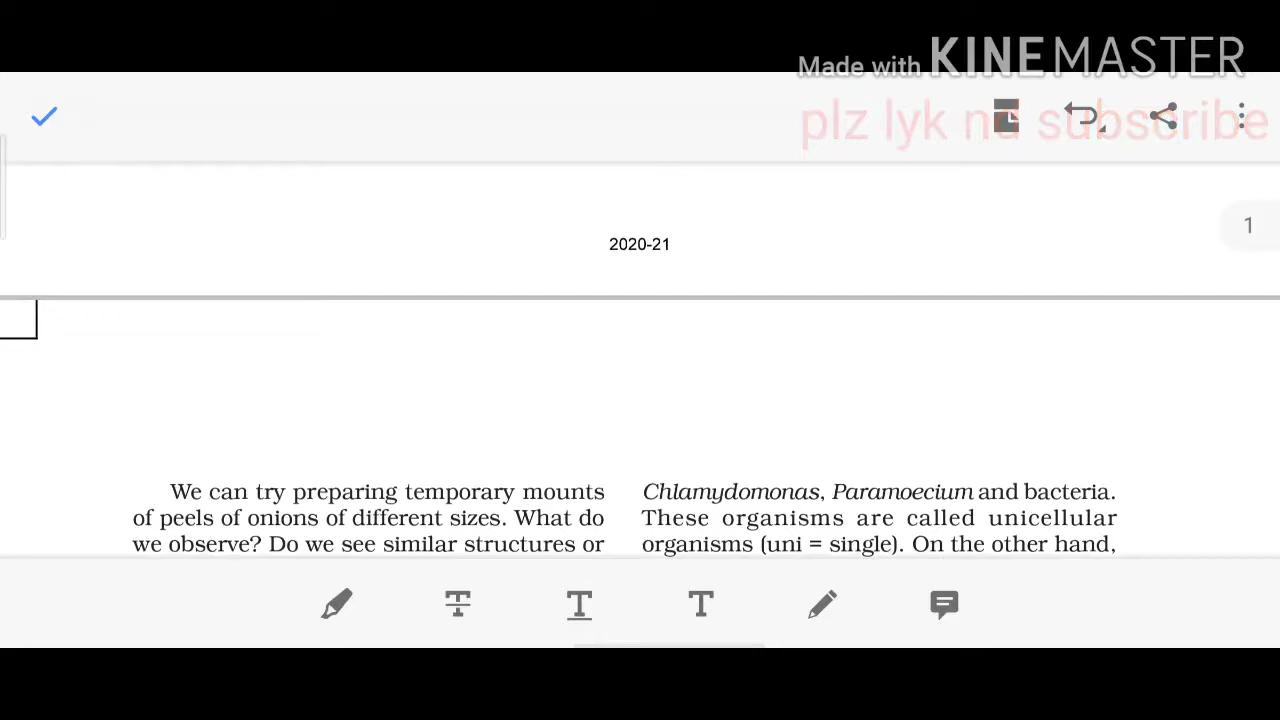 Made with KINEMASTER
plz lyk nd subscribe
1
2020-21
We can try preparing temporary mounts
of peels of onions of different sizes. What do
we observe? Do we see similar structures or
Chlamydomonas, Paramoecium and bacteria.
These organisms are called unicellular
organisms (uni = single). On the other hand,